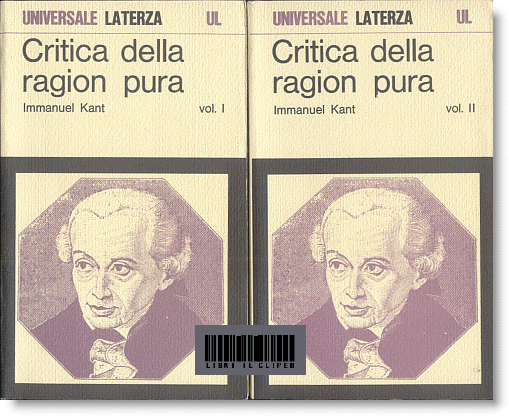 UNIVERSALE LATERZA UL
Critica della
ragion pura
Immanuel Kant vol. I
UNIVERSALE LATERZA UL
Critica della
ragion pura
Immanuel Kant vol. II
LIBRI IL CLIPEO